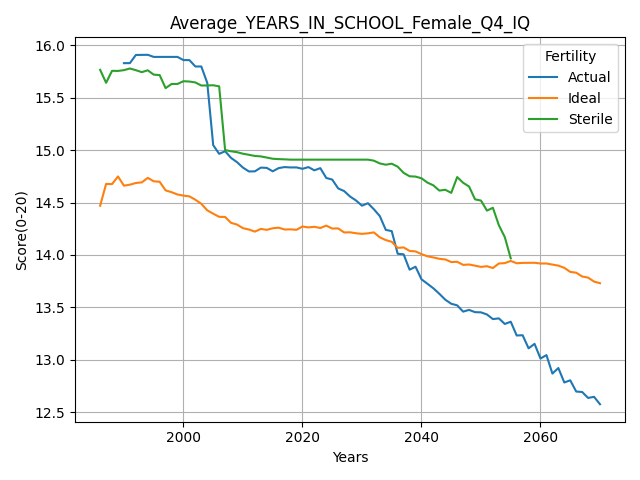 Average_YEARS_IN_SCHOOL_Female_Q4_IQ
Fertility
Actual
Ideal
Sterile
Score(0-20)
16.0
15.5
15.0
14.5
14.0
13.5
13.0
12.5
2000 2020 2040 2060
Years